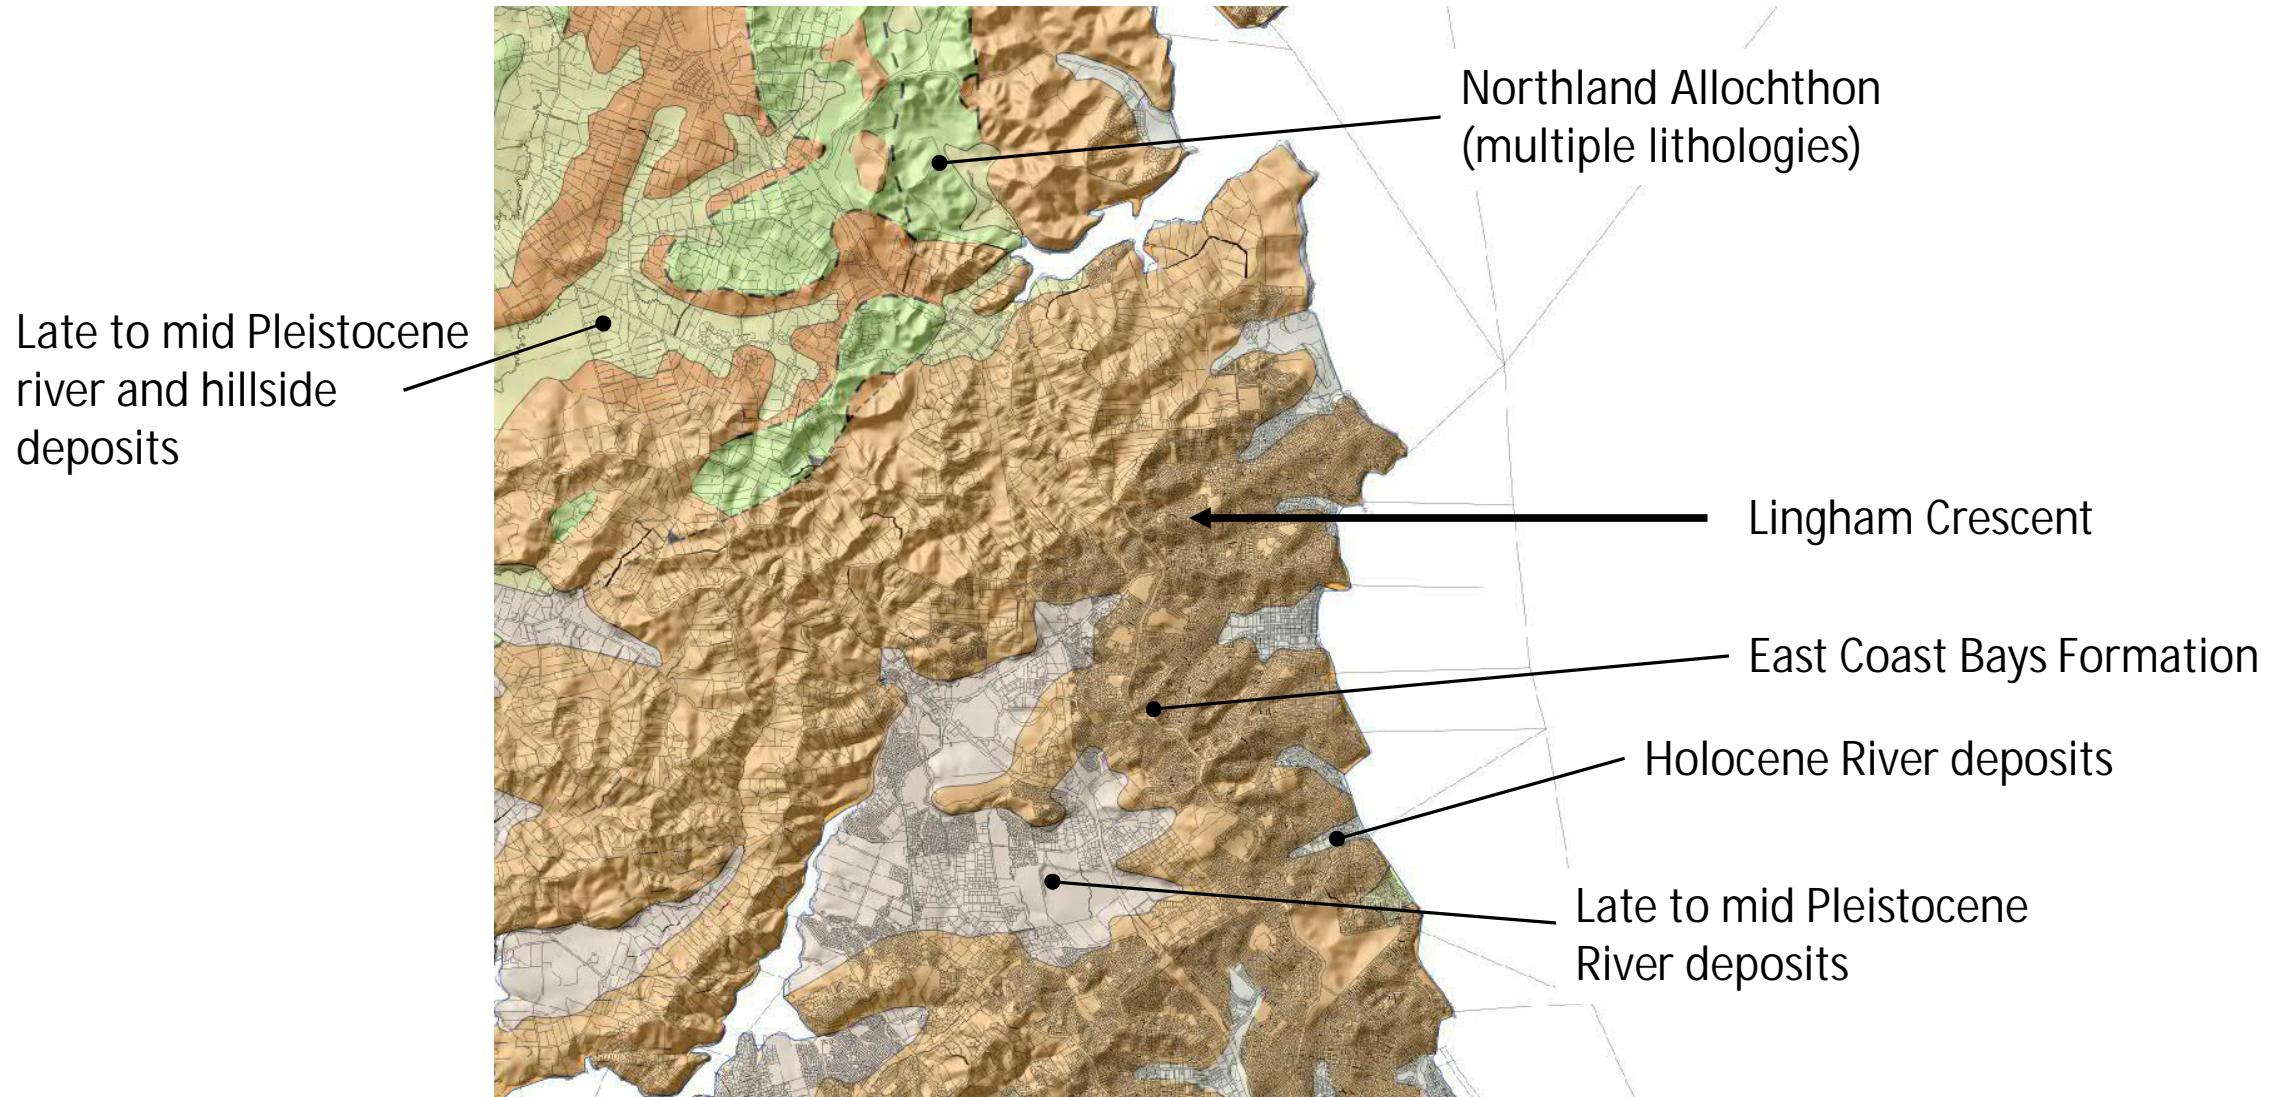 Northland Allochthon
(multiple lithologies)
Late to mid Pleistocene
river and hillside
deposits
Lingham Crescent
East Coast Bays Formation
Holocene River deposits
Late to mid Pleistocene
River deposits